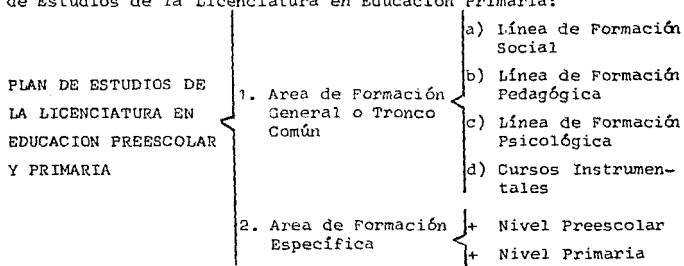 de Estudios de la Licenciatura en Educación Primaria:
PLAN DE ESTUDIOS DE
LA LICENCIATURA EN
EDUCACION PREESCOLAR
Y PRIMARIA
1. Area de Formación
General o Tronco
Común
a) Línea de Formación
Social
b) Línea de Formación
Pedagógica
c) Línea de Formación
Psicológica
d) Cursos Instrumen-
tales
2. Area de Formación
Específica
+ Nivel Preescolar
+ Nivel Primaria